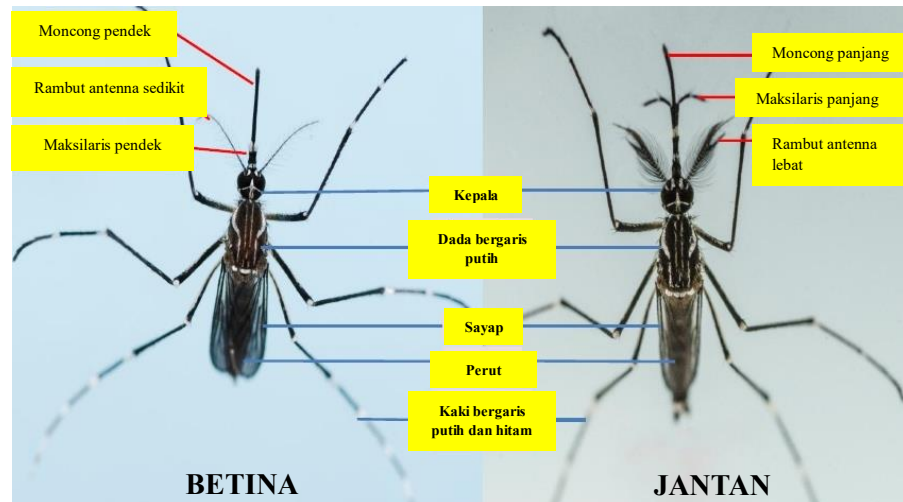 Moncong pendek
Rambut antenna sedikit
Maksilaris pendek
Moncong panjang
Maksilaris panjang
Rambut antenna
lebat
Kepala
Dada bergaris
putih
Sayap
Perut
Kaki bergaris
putih dan hitam
BETINA
JANTAN